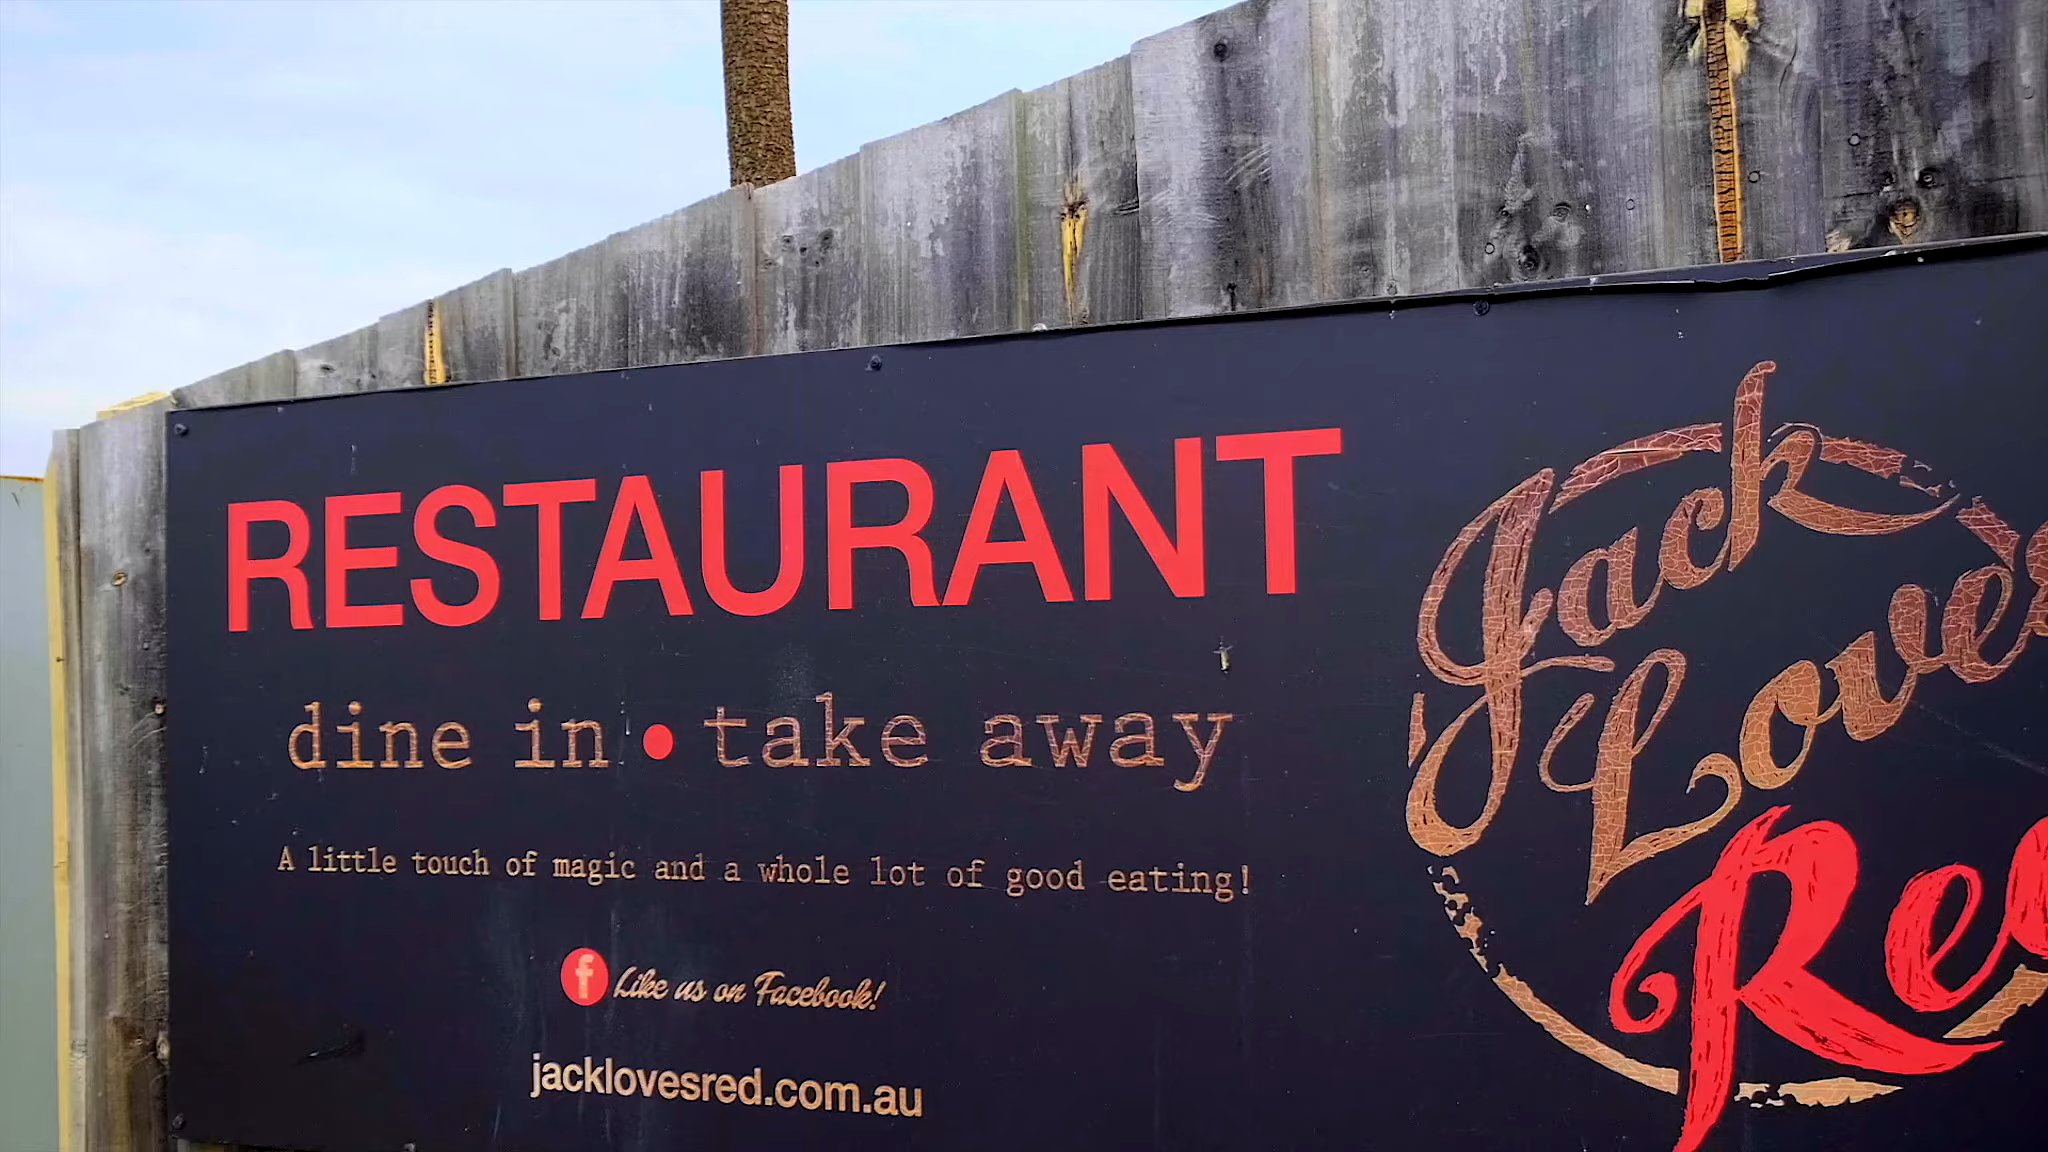 RESTAURANT
dine in • take away
A little touch of magic and a whole lot of good eating!
f Like us on Facebook!
jacklovesred.com.au
Jack
Loves
Red